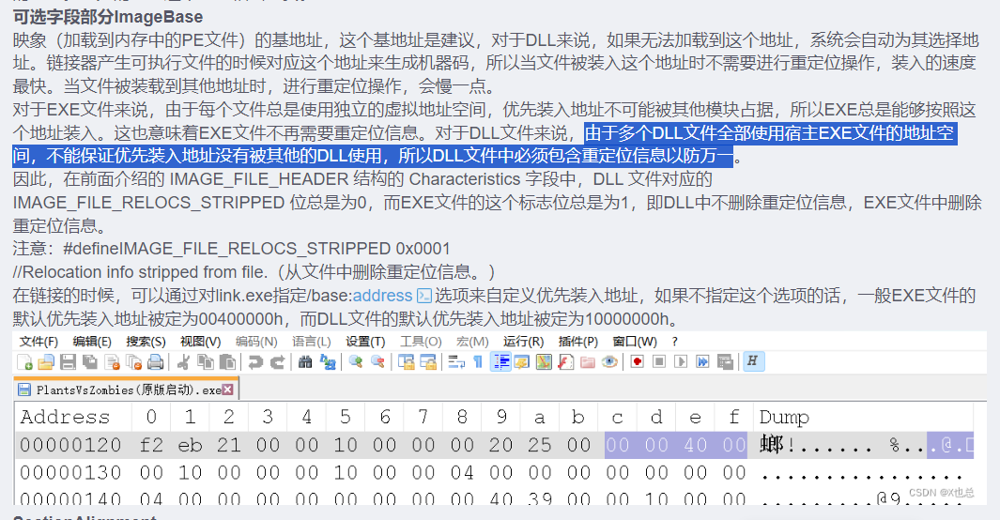 可选字段部分ImageBase
映象（加载到内存中的PE文件）的基地址，这个基地址是建议，对于DLL来说，如果无法加载到这个地址，系统会自动为其选择地
址。链接器产生可执行文件的时候对应这个地址来生成机器码，所以当文件被装入这个地址时不需要进行重定位操作，装入的速度
最快。当文件被装载到其他地址时，进行重定位操作，会慢一点。
对于EXE文件来说，由于每个文件总是使用独立的虚拟地址空间，优先装入地址不可能被其他模块占据，所以EXE总是能够按照这
个地址装入。这也意味着EXE文件不再需要重定位信息。对于DLL文件来说，由于多个DLL文件全部使用宿主EXE文件的地址空
间，不能保证优先装入地址没有被其他的DLL使用，所以DLL文件中必须包含重定位信息以防万一。
因此，在前面介绍的 IMAGE_FILE_HEADER 结构的 Characteristics 字段中，DLL 文件对应的
IMAGE_FILE_RELOCS_STRIPPED 位总是为0，而EXE文件的这个标志位总是为1，即DLL中不删除重定位信息，EXE文件中删除
重定位信息。
注意：#defineIMAGE_FILE_RELOCS_STRIPPED 0x0001
//Relocation info stripped from file.（从文件中删除重定位信息。）
在链接的时候，可以通过对link.exe指定/base:address选项来自定义优先装入地址，如果不指定这个选项的话，一般EXE文件的
默认优先装入地址被定为00400000h，而DLL文件的默认优先装入地址被定为10000000h。
文件(F) 编辑(E) 搜索(S) 视图(V) 编码(N) 语言(L) 设置(T) 工具(O) 宏(M) 运行(R) 插件(P) 窗口(W) ?
H
PlantsVsZombies(原版启动).exe
Address 0 1 2 3 4 5 6 7 8 9 a b c d e f Dump
00000120 f2 eb 21 00 00 10 00 00 00 20 25 00 00 00 40 00 螂!...... %...@.
00000130 00 10 00 00 00 10 00 00 04 00 00 00 00 00 00 00 ................
00000140 04 00 00 00 00 00 00 00 00 40 39 00 00 10 00 00 .........@9.....
CSDN @X也总
SectionAlignment